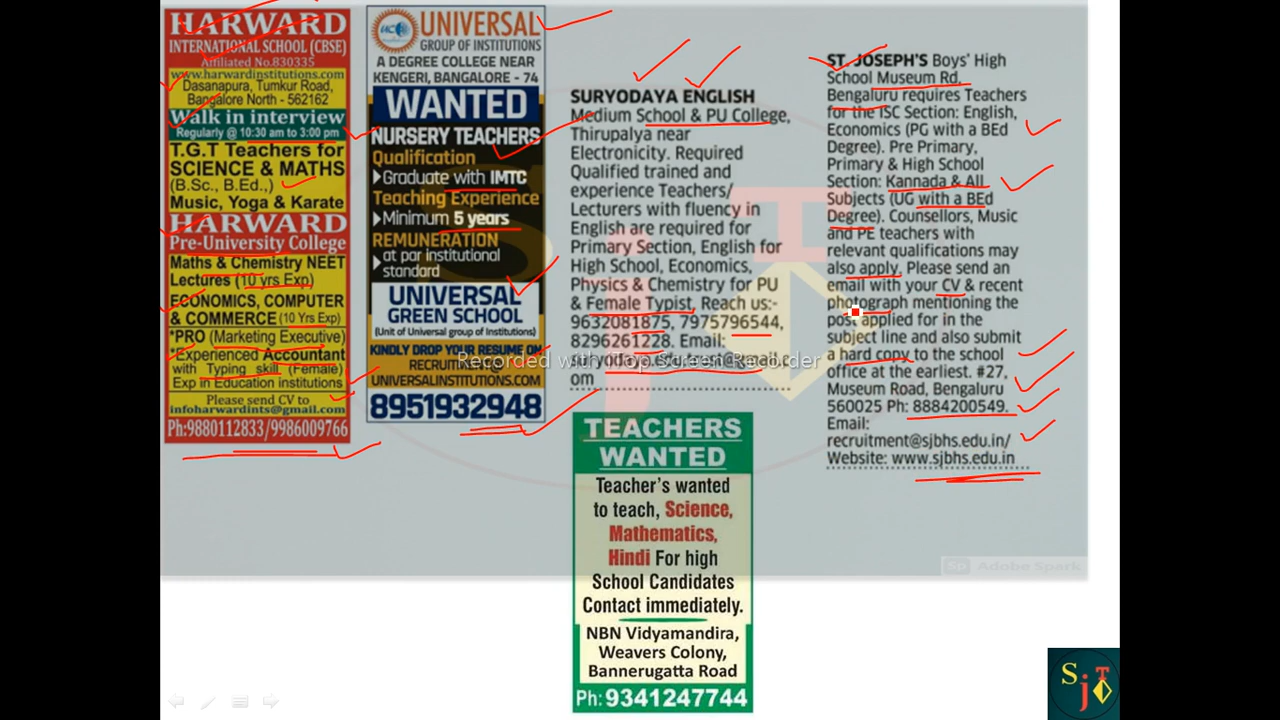 HARWARD
INTERNATIONAL SCHOOL (CBSE)
Affiliated No.830335
www.harwardinstitutions.com
Dasanapura, Tumkur Road,
Bangalore North - 562162
Walk in interview
Regularly @ 10:30 am to 3:00 pm
T.G.T Teachers for
SCIENCE & MATHS
(B.Sc., B.Ed.,)
Music, Yoga & Karate
HARWARD
Pre-University College
Maths & Chemistry NEET
Lectures (10 yrs Exp)
ECONOMICS, COMPUTER
& COMMERCE (10 Yrs Exp)
*PRO (Marketing Executive)
*Experienced Accountant
with Typing skill (Female)
Exp in Education institutions
Please send CV to
infoharwardints@gmail.com
Ph:9880112833/9986009766
UNIVERSAL
GROUP OF INSTITUTIONS
A DEGREE COLLEGE NEAR
KENGERI, BANGALORE - 74
WANTED
NURSERY TEACHERS
Qualification
Graduate with IMTC
Teaching Experience
Minimum 5 years
REMUNERATION
at par institutional
standard
UNIVERSAL
GREEN SCHOOL
(Unit of Universal group of Institutions)
KINDLY DROP YOUR RESUME ON
RECRUITMENT@
UNIVERSALINSTITUTIONS.COM
8951932948
SURYODAYA ENGLISH
Medium School & PU College,
Thirupalya near
Electronicity. Required
Qualified trained and
experience Teachers/
Lecturers with fluency in
English are required for
Primary Section, English for
High School, Economics,
Physics & Chemistry for PU
& Female Typist, Reach us:-
9632081875, 7975796544,
8296261228. Email:
om
TEACHERS
WANTED
Teacher's wanted
to teach, Science,
Mathematics,
Hindi For high
School Candidates
Contact immediately.
NBN Vidyamandira,
Weavers Colony,
Bannerugatta Road
Ph: 9341247744
ST. JOSEPH'S Boys' High
School Museum Rd.
Bengaluru requires Teachers
for the ISC Section: English,
Economics (PG with a BEd
Degree). Pre Primary,
Primary & High School
Section: Kannada & All
Subjects (UG with a BEd
Degree). Counsellors, Music
and PE teachers with
relevant qualifications may
also apply. Please send an
email with your CV & recent
photograph mentioning the
post applied for in the
subject line and also submit
a hard copy to the school
office at the earliest. #27,
Museum Road, Bengaluru
560025 Ph: 8884200549.
Email:
recruitment@sjbhs.edu.in/
Website: www.sjbhs.edu.in
Recorded with iTop Screen Recorder
Sp Adobe Spark
SjT